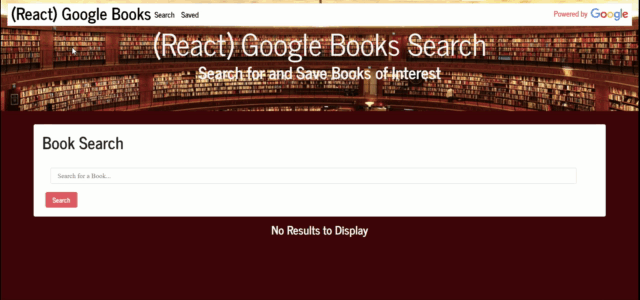 (React) Google Books Search Saved Powered by Google
(React) Google Books Search
Search for and Save Books of Interest
Book Search
Search for a Book...
Search
No Results to Display